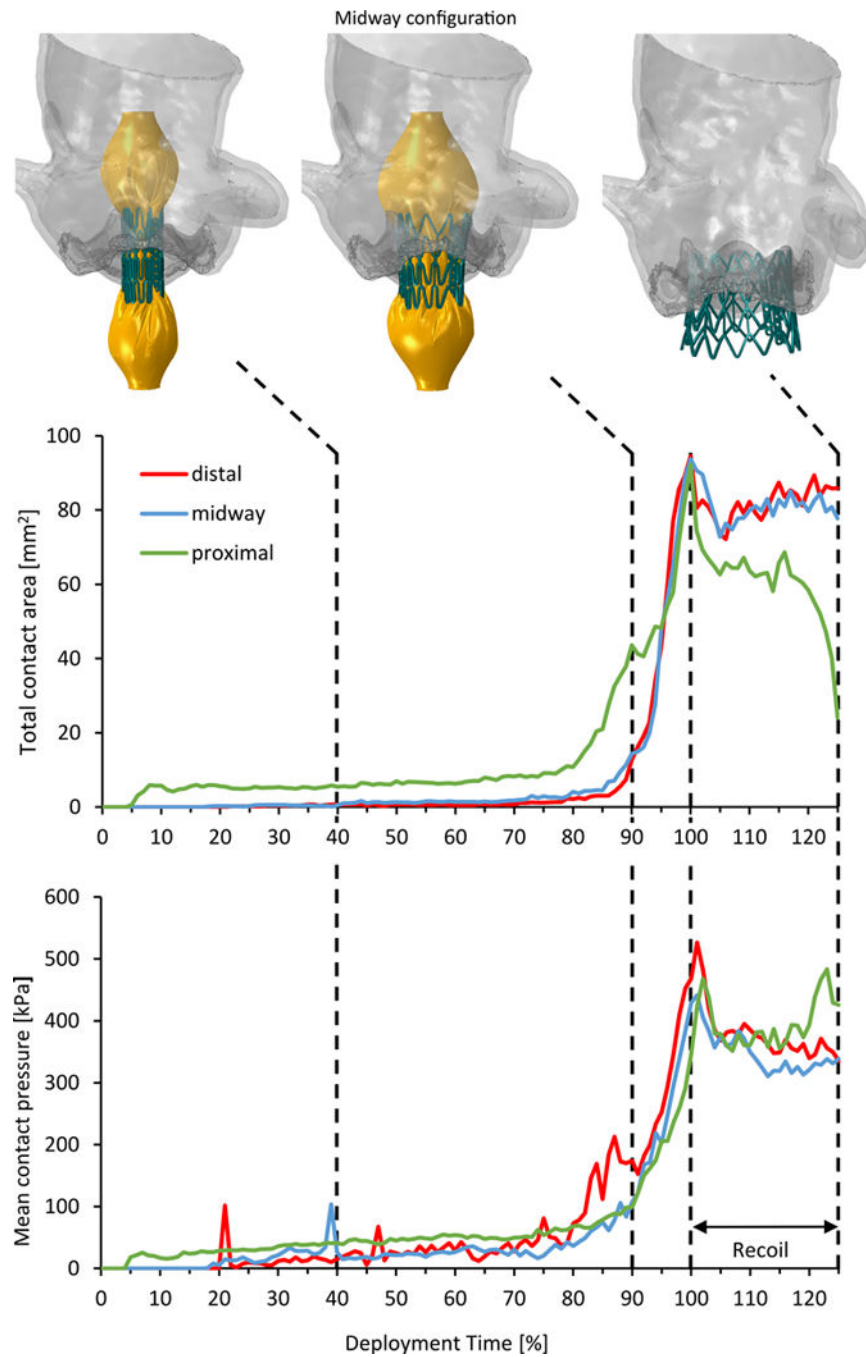 Midway configuration
Total contact area [mm²]
100
80
60
40
20
0
distal
midway
proximal
0 10 20 30 40 50 60 70 80 90 100 110 120
Mean contact pressure [kPa]
600
500
400
300
200
100
0
Recoil
0 10 20 30 40 50 60 70 80 90 100 110 120
Deployment Time [%]